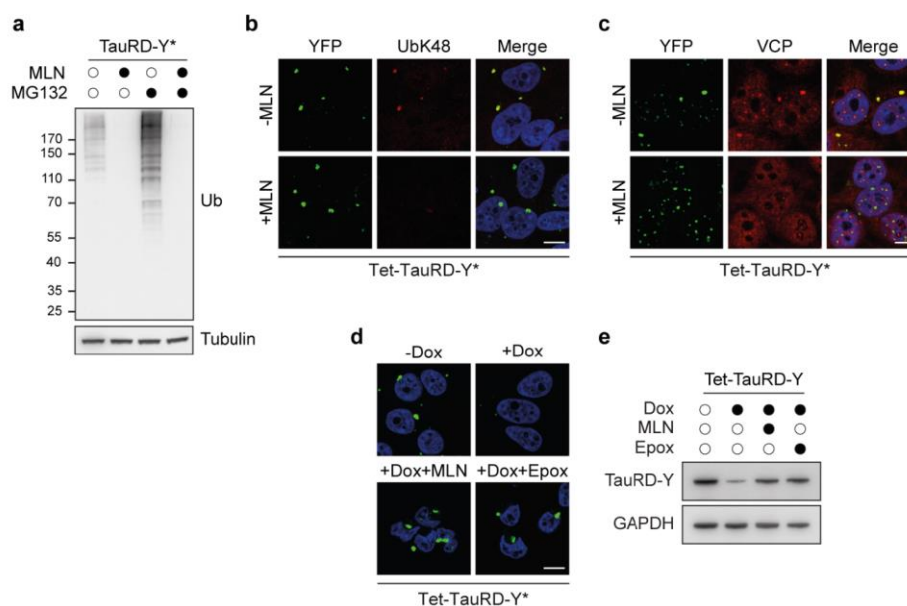 a
TauRD-Y*
MLN
MG132
170
150
110
70
55
40
35
25
Ub
Tubulin
b
YFP UbK48 Merge
-MLN
+MLN
Tet-TauRD-Y*
c
YFP VCP Merge
-MLN
+MLN
Tet-TauRD-Y*
d
-Dox +Dox
+Dox+MLN +Dox+Epox
Tet-TauRD-Y*
e
Tet-TauRD-Y
Dox
MLN
Epox
TauRD-Y
GAPDH